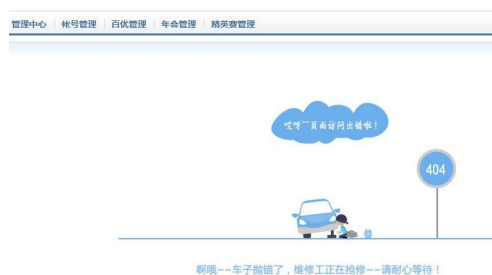 管理中心 帐号管理 百优管理 年会管理 精英赛管理
哎呀~~页面访问出错啦!
404
啊哦~~车子抛锚了,维修工正在抢修~~请耐心等待!